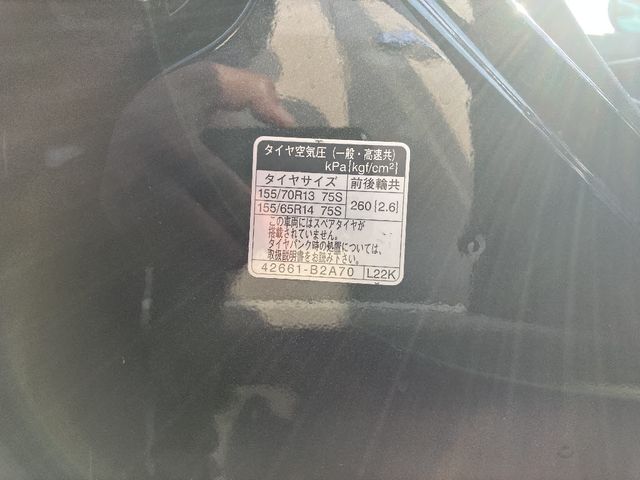 タイヤ空気圧（一般・高速共）
kPa{kgf/cm²}
タイヤサイズ 前後輪共
155/70R13 75S
155/65R14 75S 260{2.6}
この車両にはスペアタイヤが
搭載されていません。
タイヤパンク時の処置については、
取扱説明書をお読み下さい。
42661-B2A70 L22K